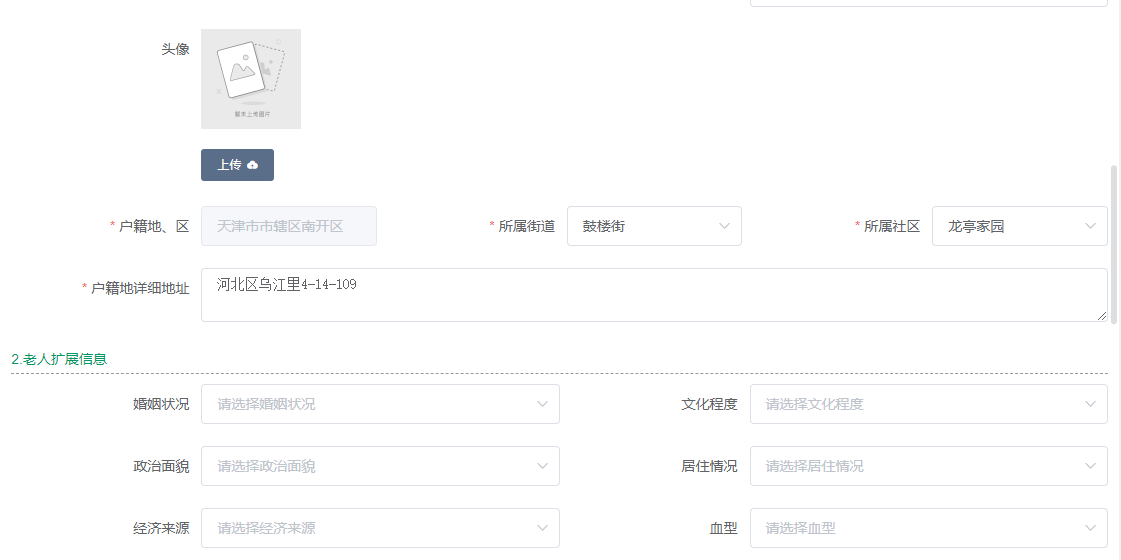 头像
暂未上传图片
上传
* 户籍地、区 天津市市辖区南开区 * 所属街道 鼓楼街 * 所属社区 龙亭家园
* 户籍地详细地址 河北区乌江里4-14-109
2.老人扩展信息
婚姻状况 请选择婚姻状况 文化程度 请选择文化程度
政治面貌 请选择政治面貌 居住情况 请选择居住情况
经济来源 请选择经济来源 血型 请选择血型